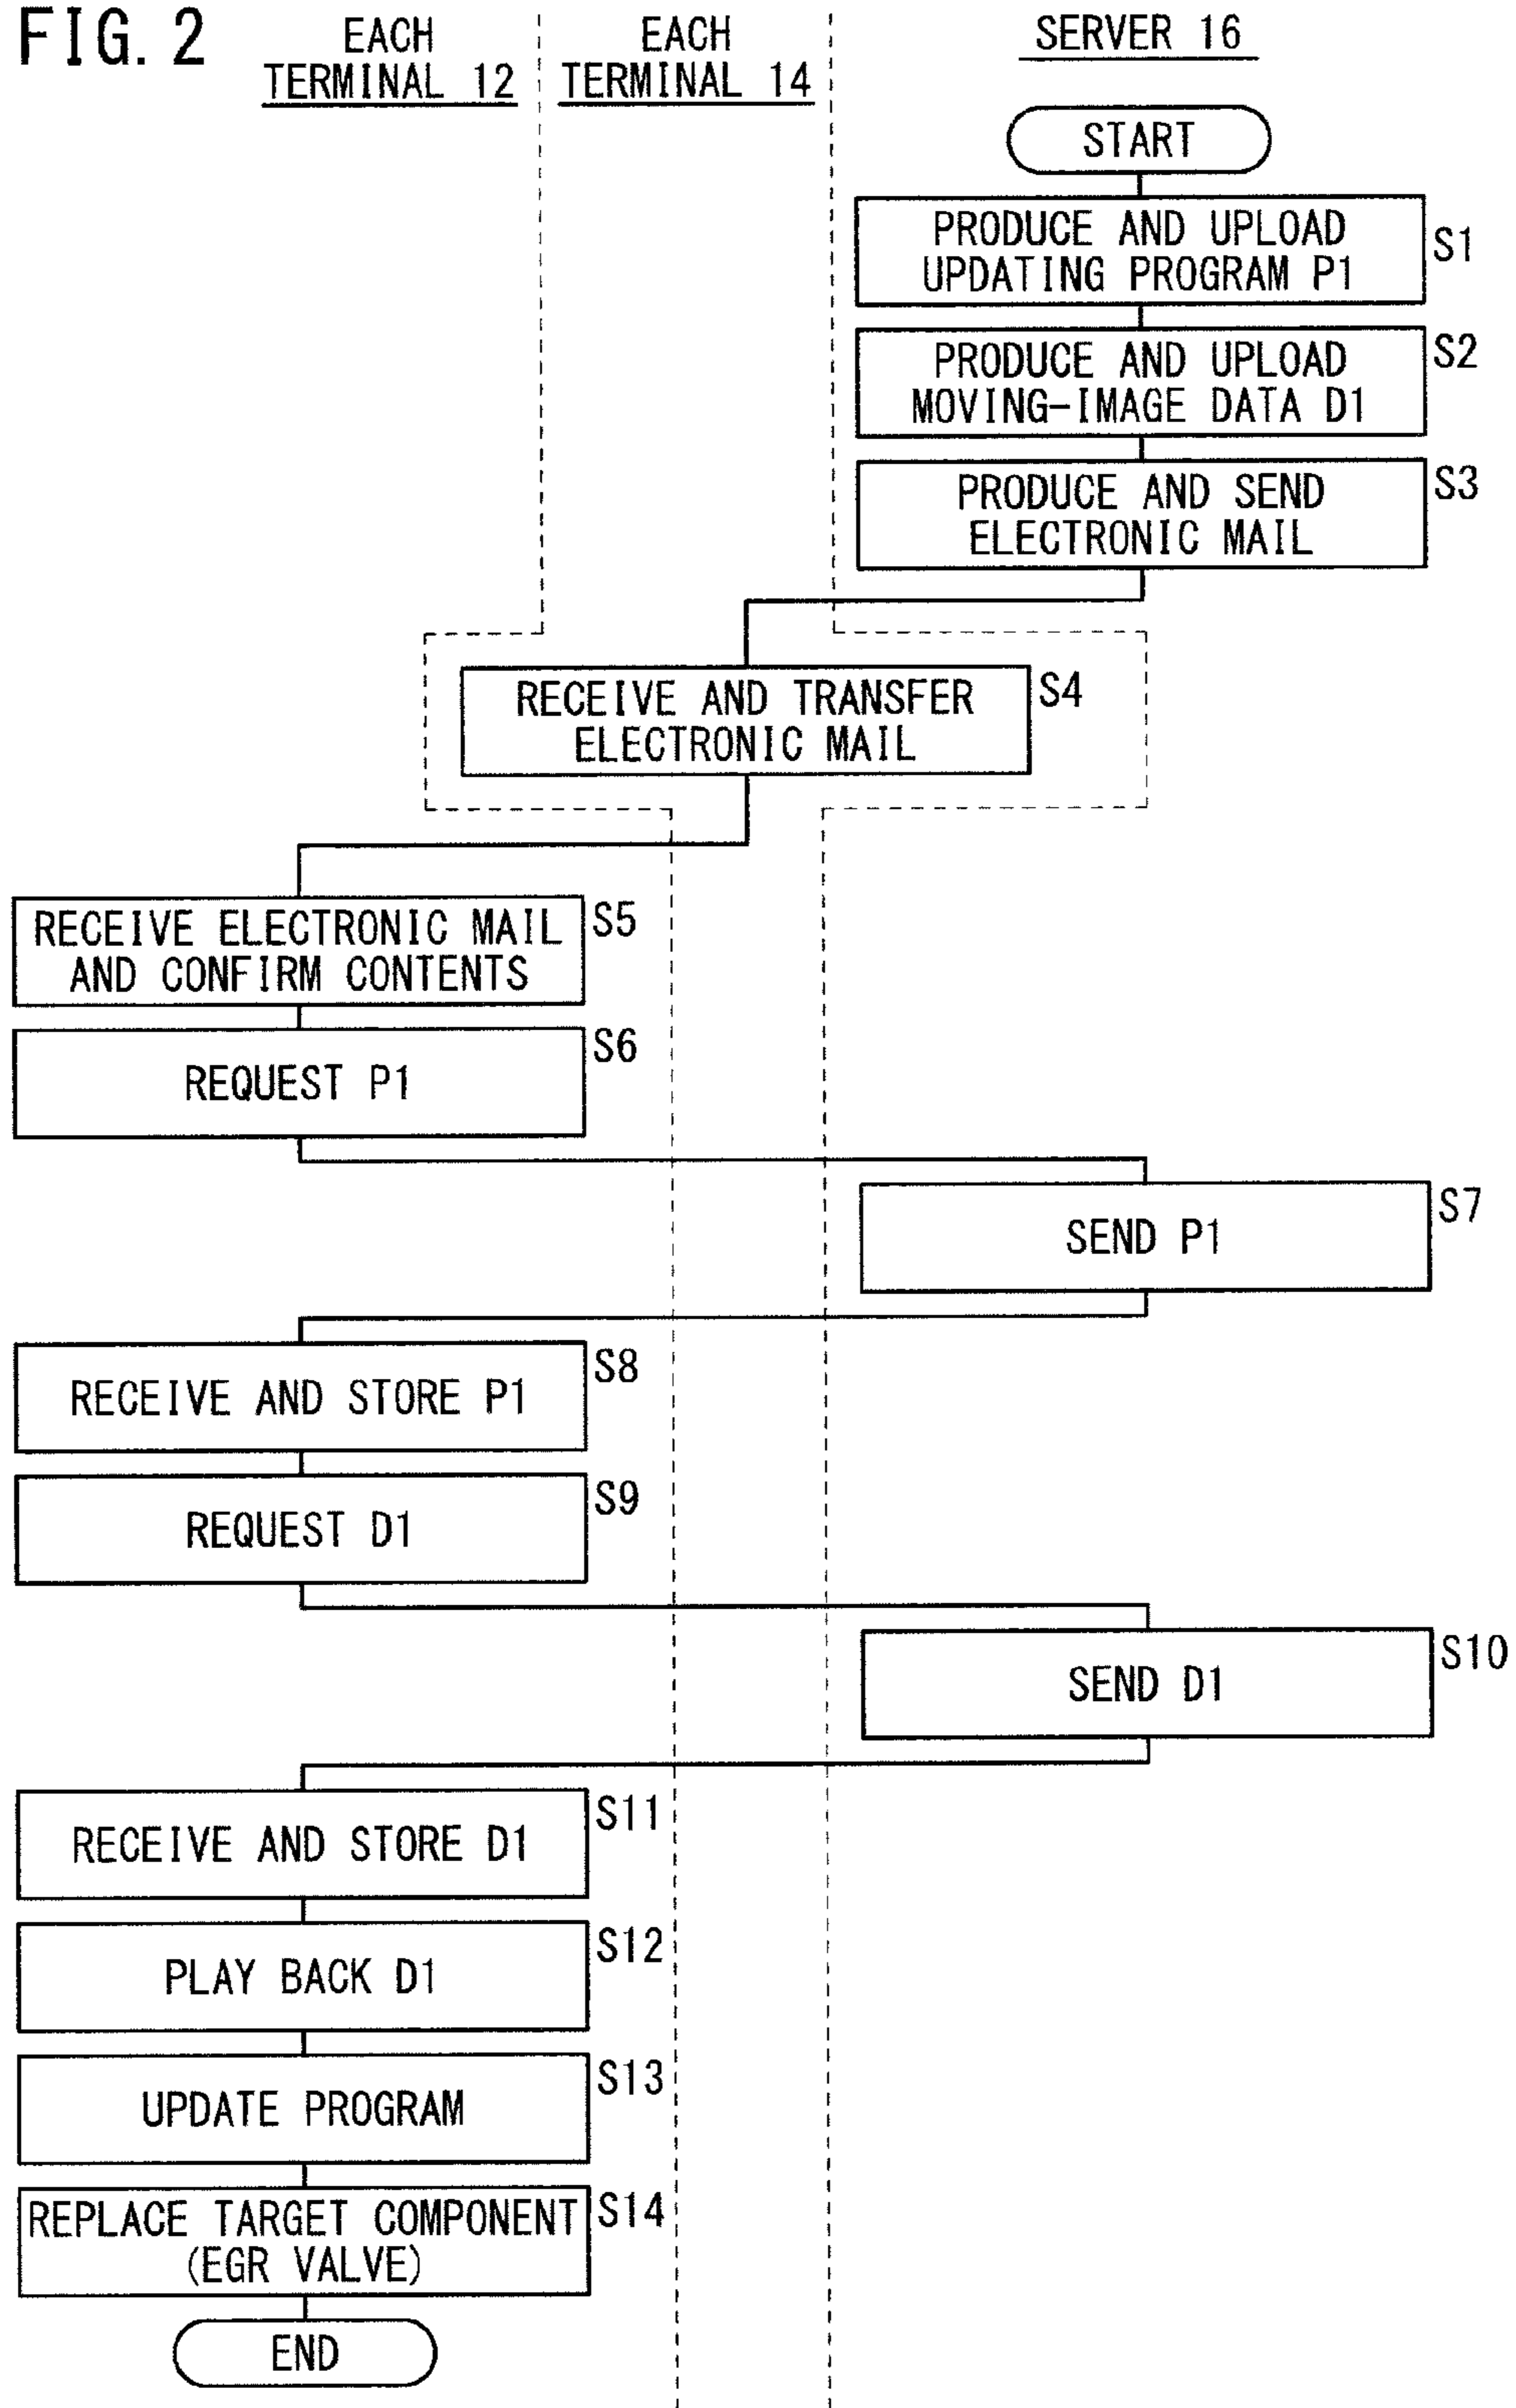 FIG. 2
EACH
TERMINAL 12
EACH
TERMINAL 14
SERVER 16
START
PRODUCE AND UPLOAD
UPDATING PROGRAM P1
S1
PRODUCE AND UPLOAD
MOVING-IMAGE DATA D1
S2
PRODUCE AND SEND
ELECTRONIC MAIL
S3
RECEIVE AND TRANSFER
ELECTRONIC MAIL
S4
RECEIVE ELECTRONIC MAIL
AND CONFIRM CONTENTS
S5
REQUEST P1
S6
SEND P1
S7
RECEIVE AND STORE P1
S8
REQUEST D1
S9
SEND D1
S10
RECEIVE AND STORE D1
S11
PLAY BACK D1
S12
UPDATE PROGRAM
S13
REPLACE TARGET COMPONENT
(EGR VALVE)
S14
END